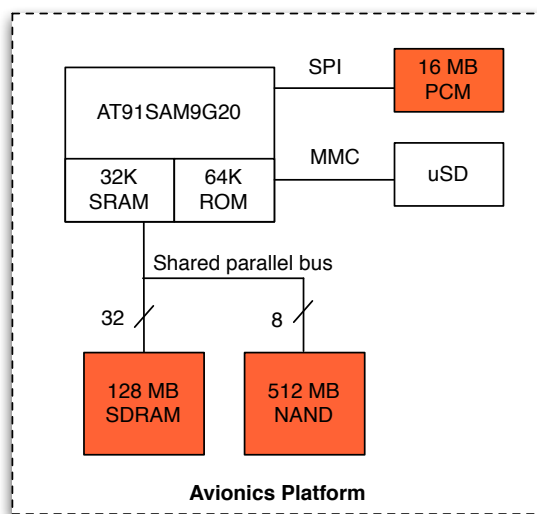 SPI
16 MB
PCM
AT91SAM9G20
MMC
uSD
32K
SRAM
64K
ROM
Shared parallel bus
32
8
128 MB
SDRAM
512 MB
NAND
Avionics Platform